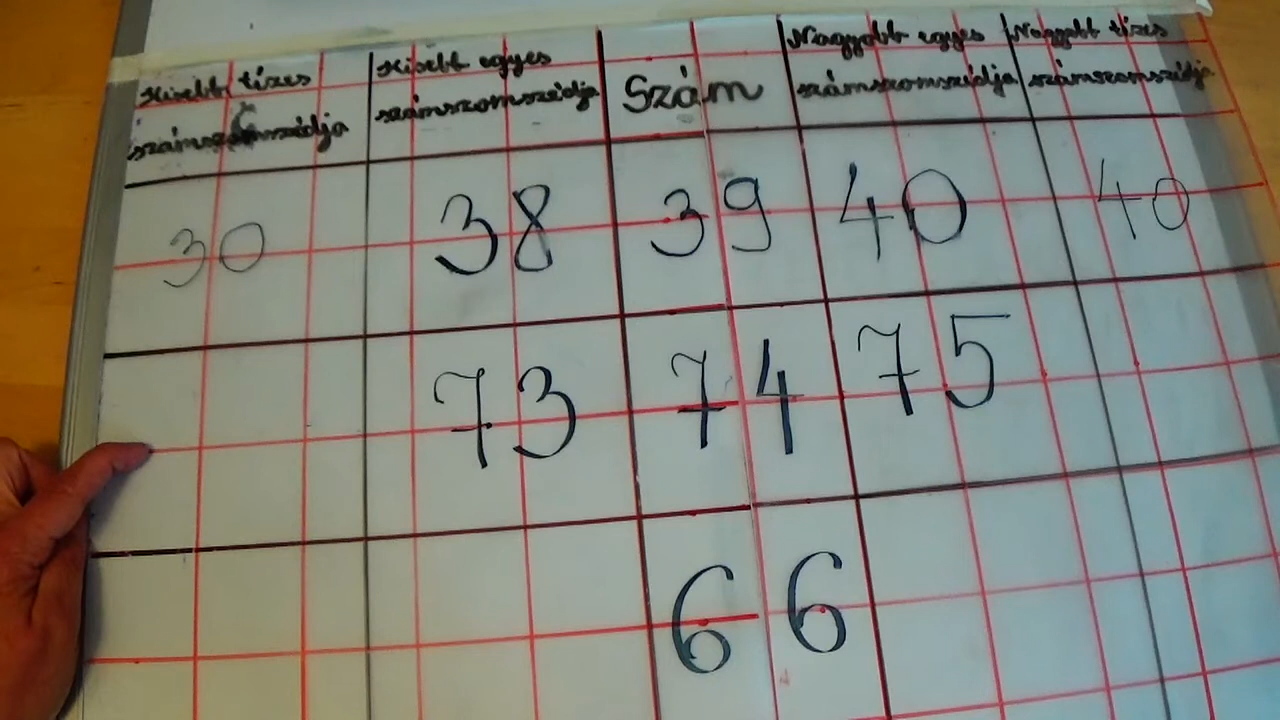 Kisebb tízes
számszomszédja
Kisebb egyes
számszomszédja
Szám
Nagyobb egyes
számszomszédja
Nagyobb tízes
számszomszédja
30 38 39 40 40
73 74 75
66